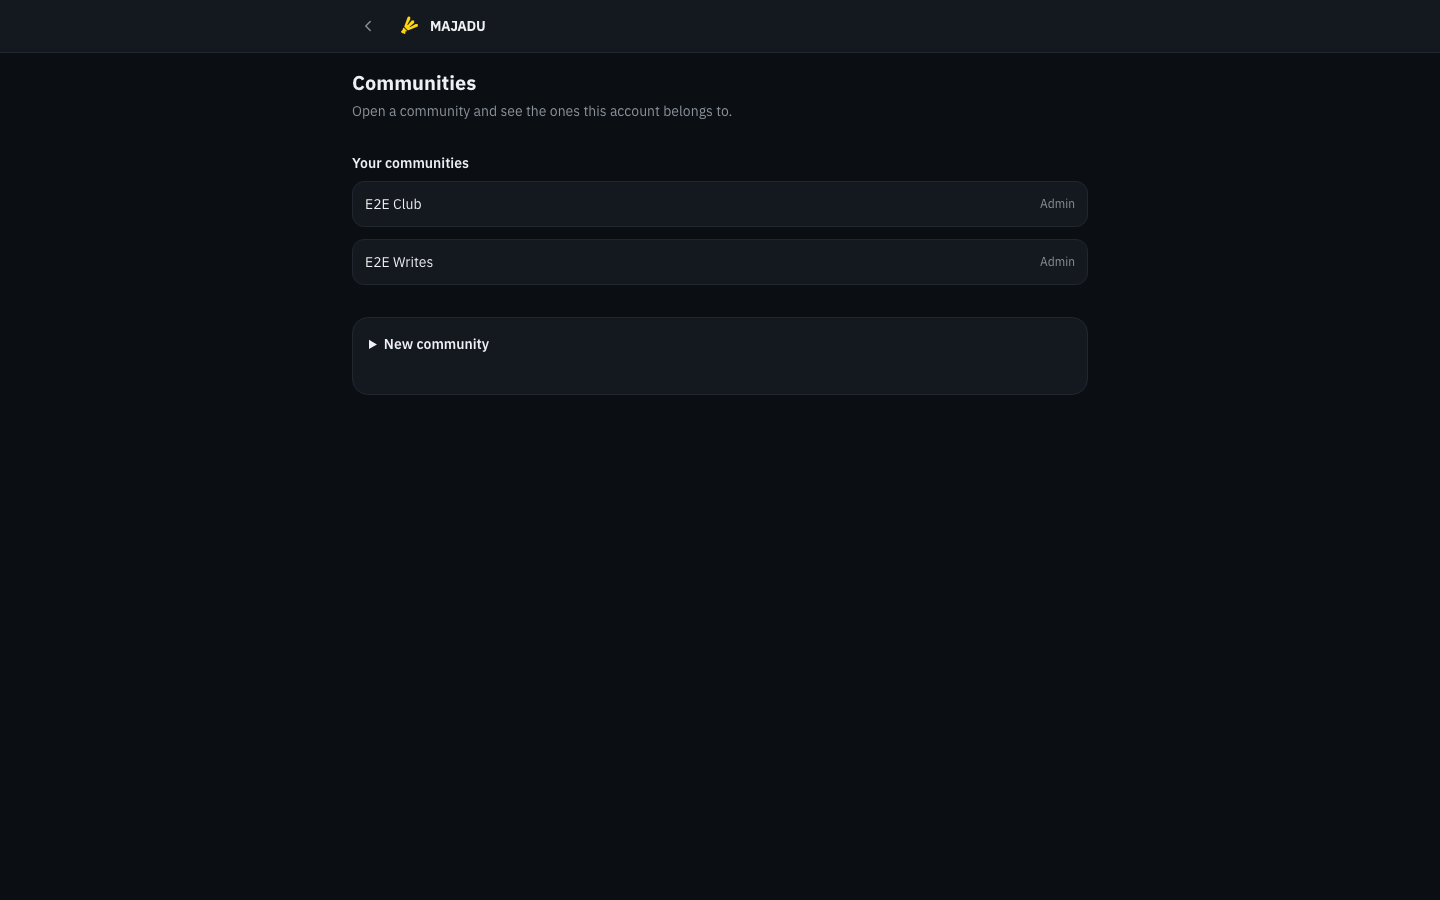 MAJADU
Communities
Open a community and see the ones this account belongs to.
Your communities
E2E Club
Admin
E2E Writes
Admin
New community